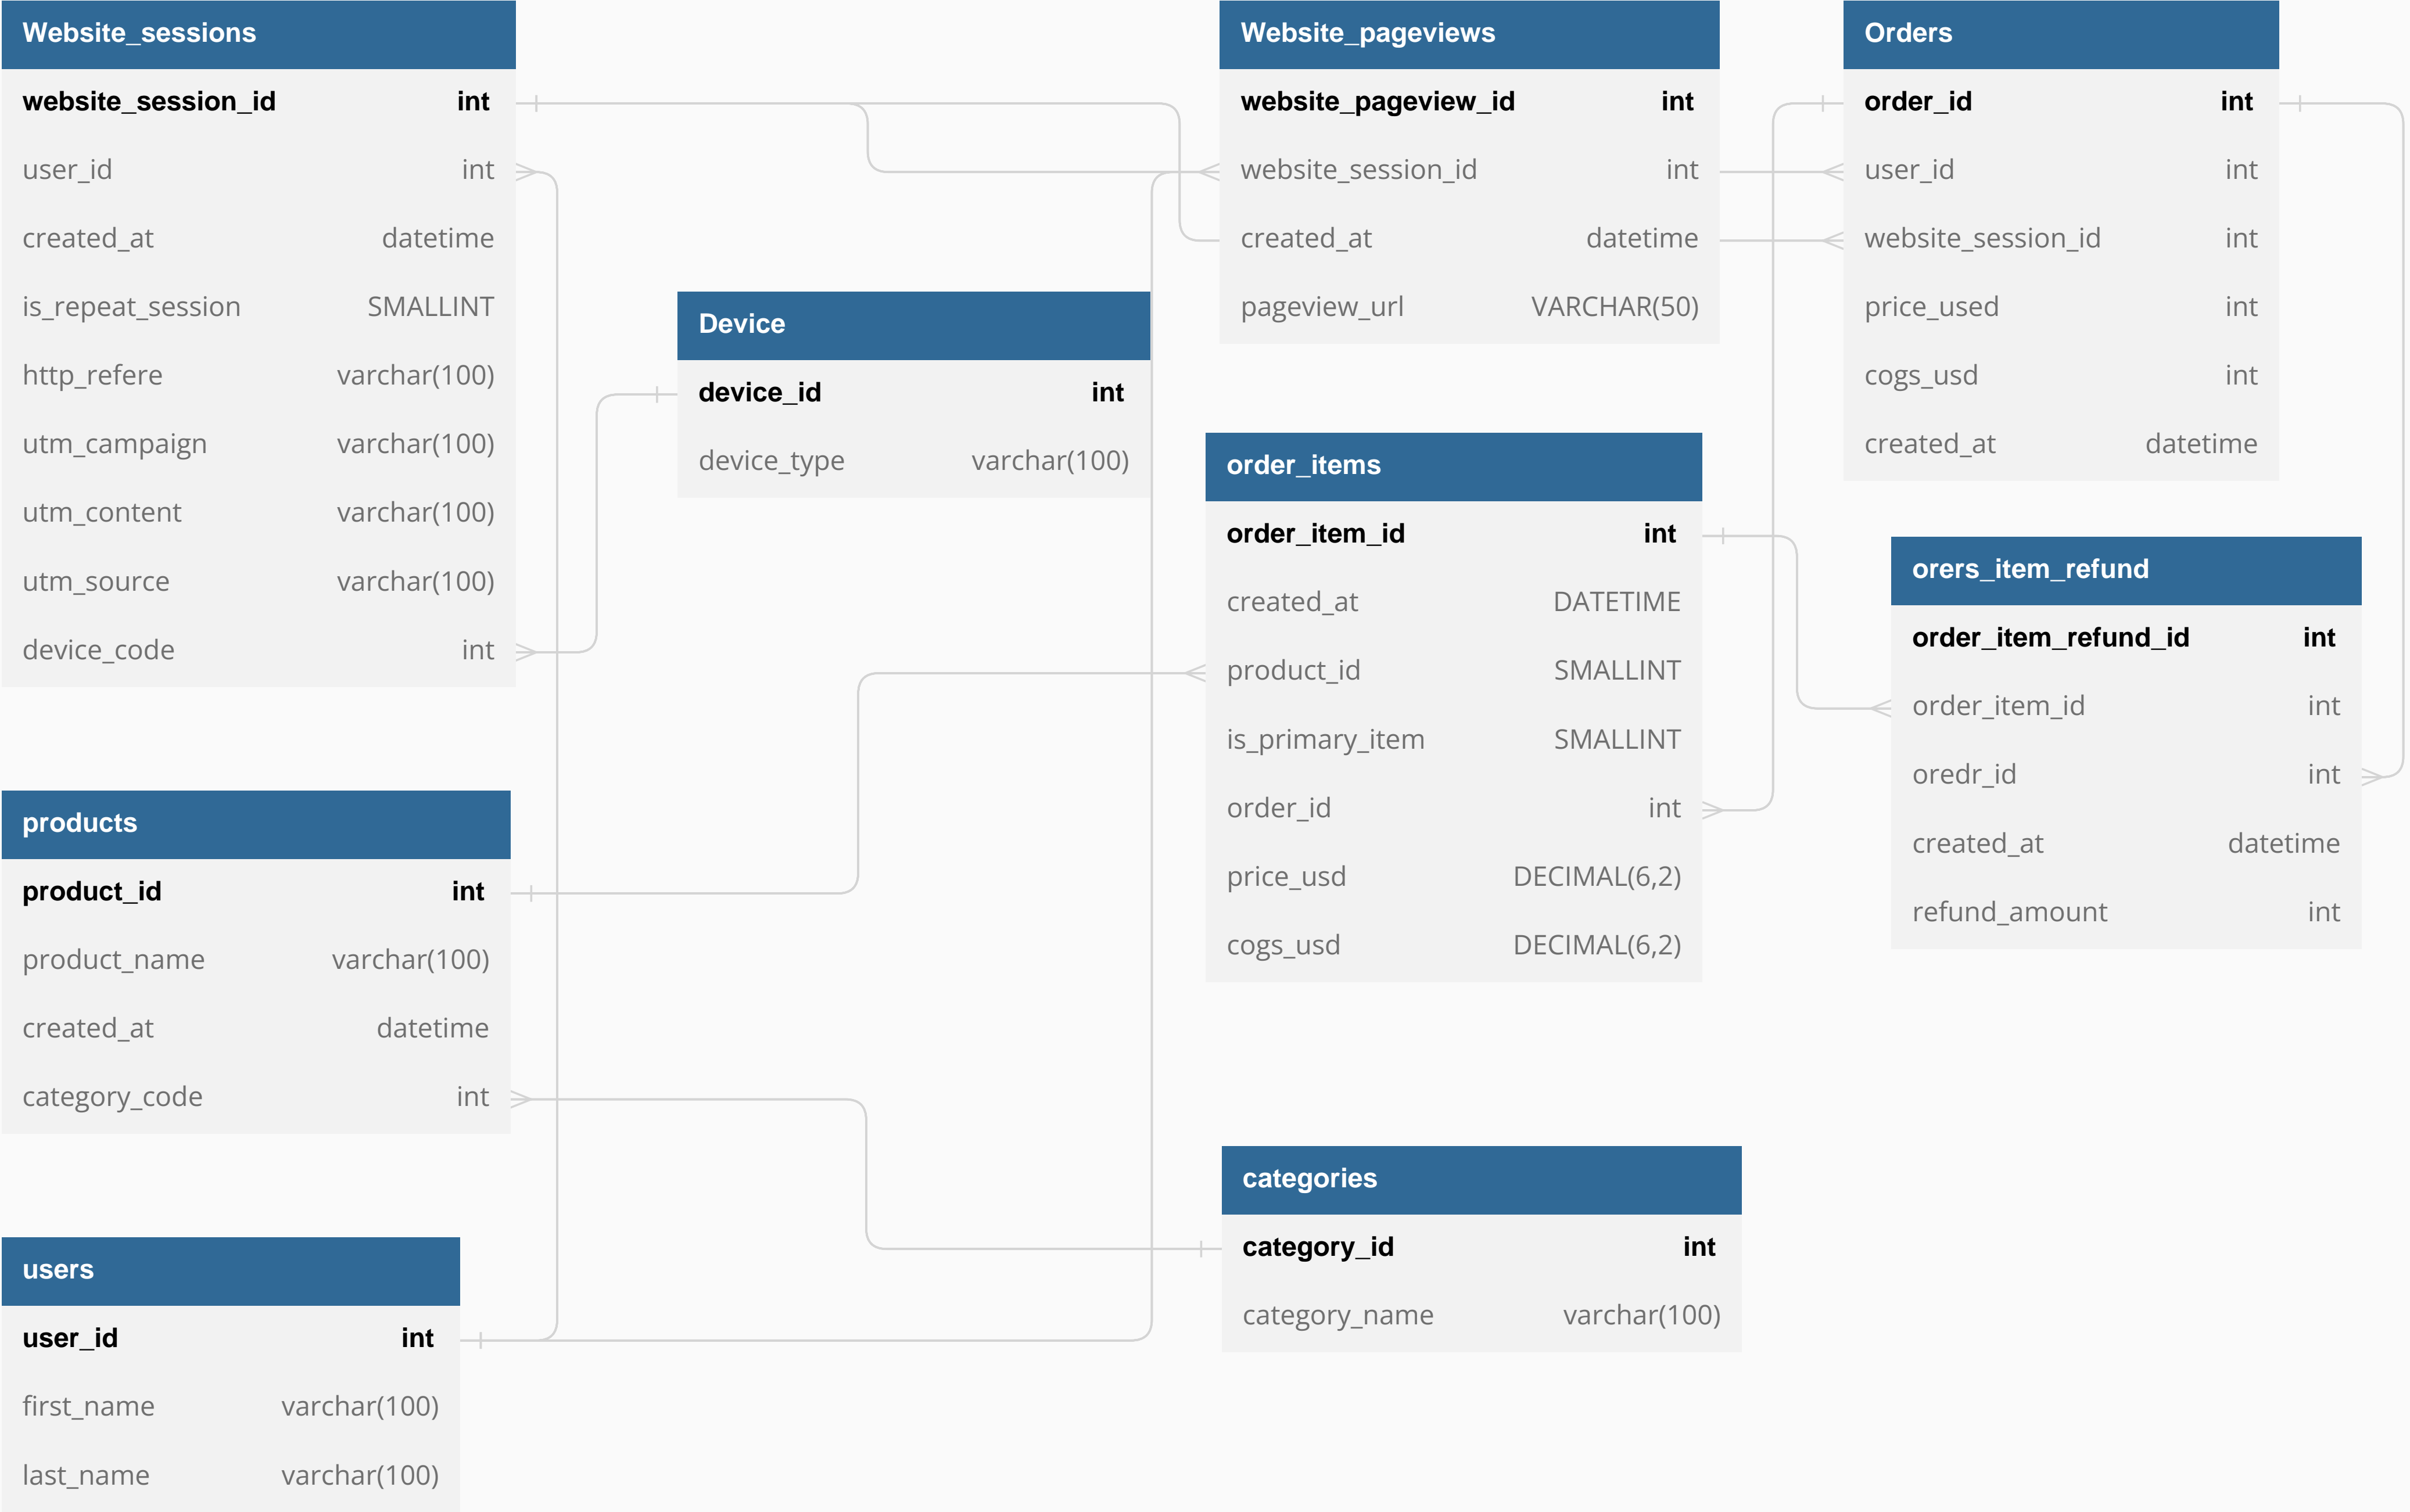 Website_sessions
website_session_id int
user_id int
created_at datetime
is_repeat_session SMALLINT
http_refere varchar(100)
utm_campaign varchar(100)
utm_content varchar(100)
utm_source varchar(100)
device_code int
Device
device_id int
device_type varchar(100)
Website_pageviews
website_pageview_id int
website_session_id int
created_at datetime
pageview_url VARCHAR(50)
Orders
order_id int
user_id int
website_session_id int
price_used int
cogs_usd int
created_at datetime
order_items
order_item_id int
created_at DATETIME
product_id SMALLINT
is_primary_item SMALLINT
order_id int
price_usd DECIMAL(6,2)
cogs_usd DECIMAL(6,2)
orers_item_refund
order_item_refund_id int
order_item_id int
oredr_id int
created_at datetime
refund_amount int
products
product_id int
product_name varchar(100)
created_at datetime
category_code int
categories
category_id int
category_name varchar(100)
users
user_id int
first_name varchar(100)
last_name varchar(100)